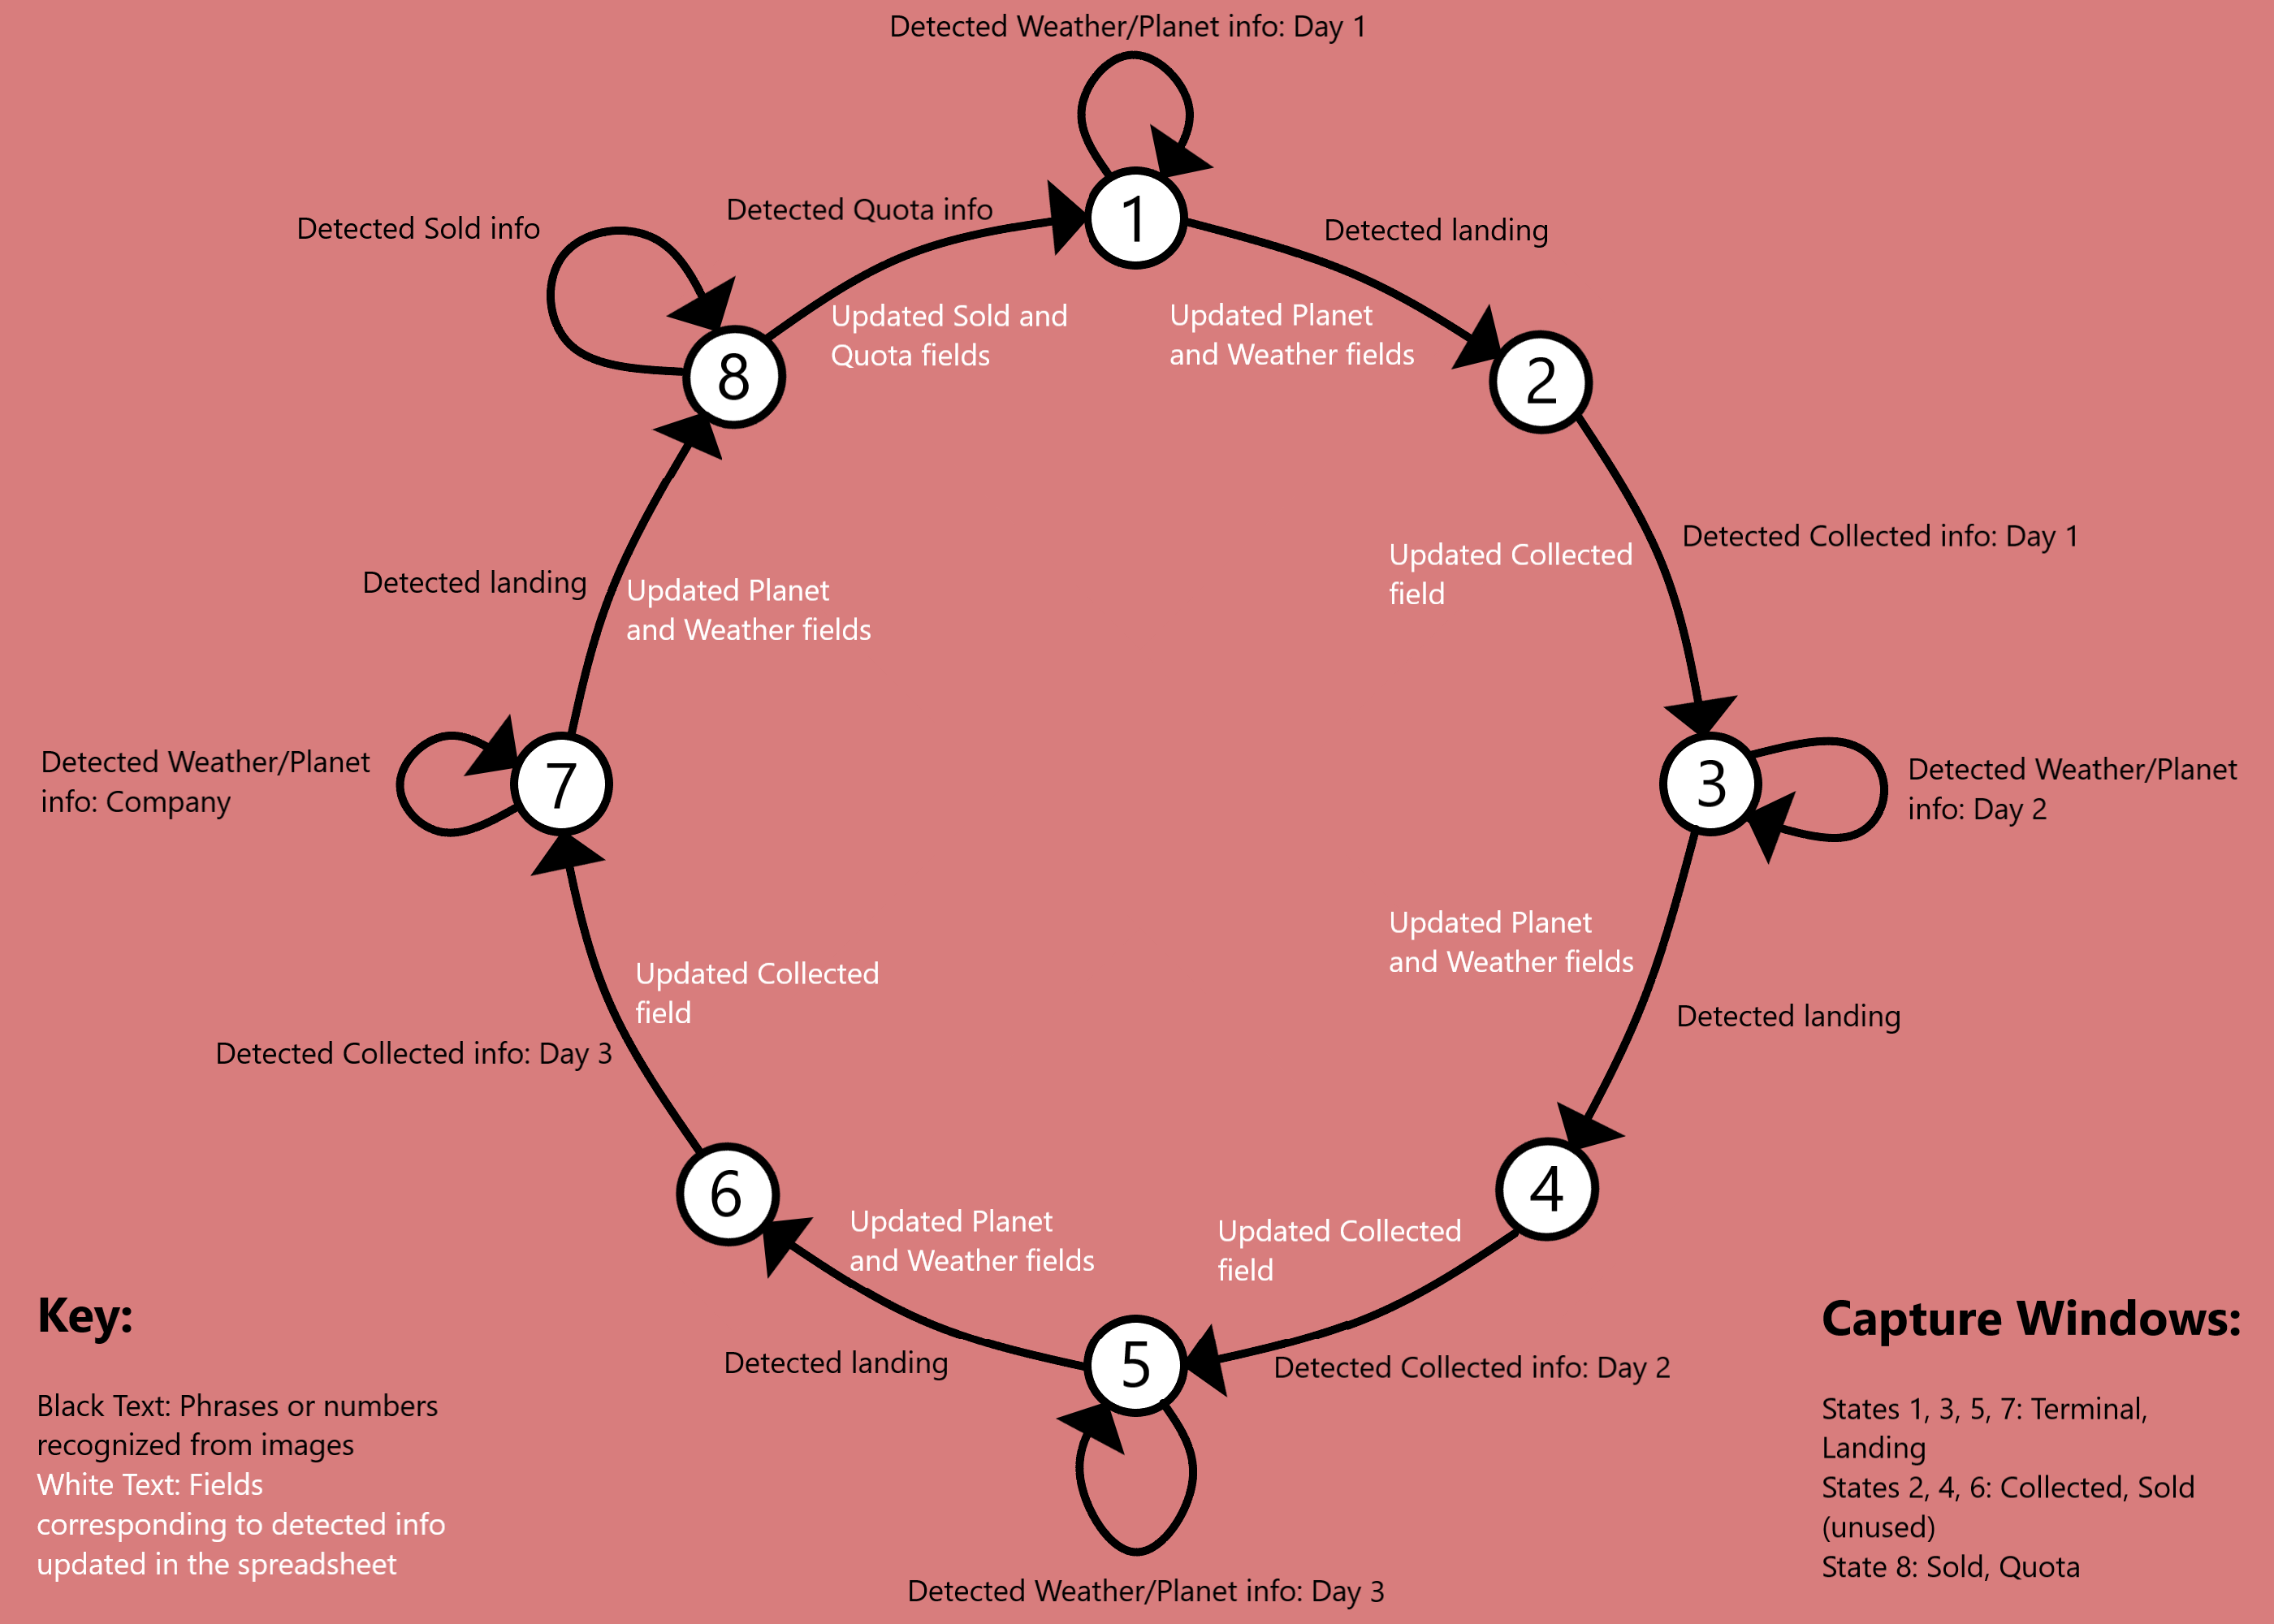 Detected Weather/Planet info: Day 1
1
Detected Quota info
Detected landing
Detected Sold info
Updated Sold and
Quota fields
Updated Planet
and Weather fields
8
2
Detected Collected info: Day 1
Updated Collected
field
Detected landing
Updated Planet
and Weather fields
Detected Weather/Planet
info: Company
7
3
Detected Weather/Planet
info: Day 2
Updated Planet
and Weather fields
Detected landing
Updated Collected
field
Detected Collected info: Day 3
6
4
Updated Planet
and Weather fields
Updated Collected
field
Detected landing
5
Detected Collected info: Day 2
Detected Weather/Planet info: Day 3
Key:
Black Text: Phrases or numbers
recognized from images
White Text: Fields
corresponding to detected info
updated in the spreadsheet
Capture Windows:
States 1, 3, 5, 7: Terminal,
Landing
States 2, 4, 6: Collected, Sold
(unused)
State 8: Sold, Quota